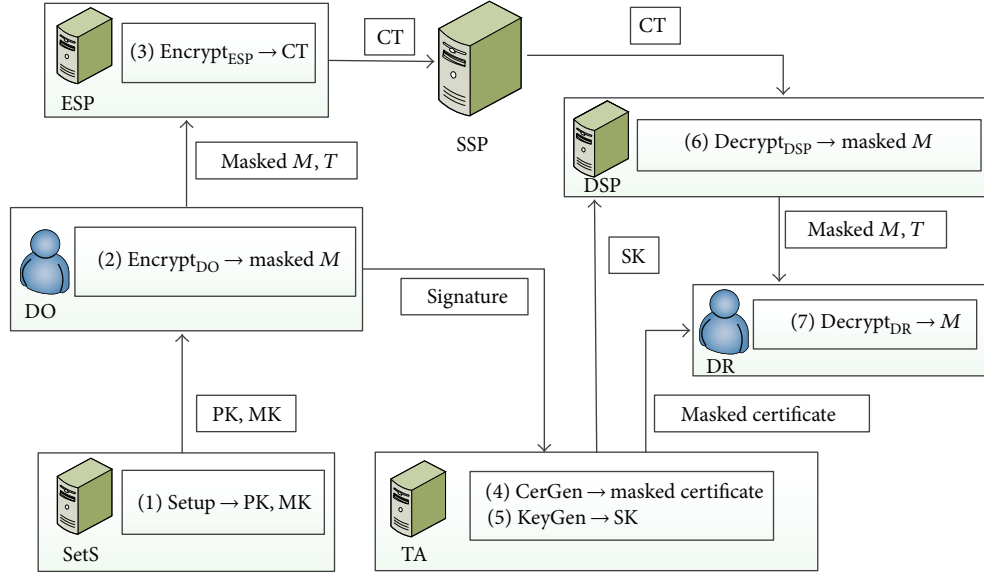 (3) Encrypt_ESP → CT
ESP
CT
SSP
CT
(6) Decrypt_DSP → masked M
DSP
Masked M, T
(2) Encrypt_DO → masked M
DO
Signature
SK
Masked M, T
(7) Decrypt_DR → M
DR
PK, MK
Masked certificate
(1) Setup → PK, MK
SetS
(4) CerGen → masked certificate
(5) KeyGen → SK
TA